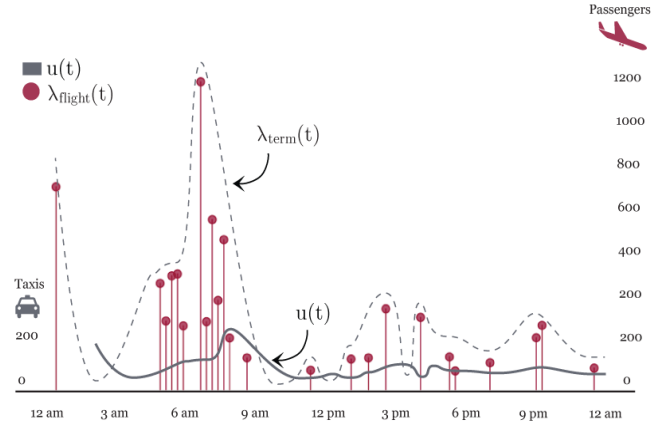 Passengers
u(t)
λflight(t)
λterm(t)
u(t)
Taxis
200
0
1200
1000
800
600
400
200
200
0
12 am 3 am 6 am 9 am 12 pm 3 pm 6 pm 9 pm 12 am